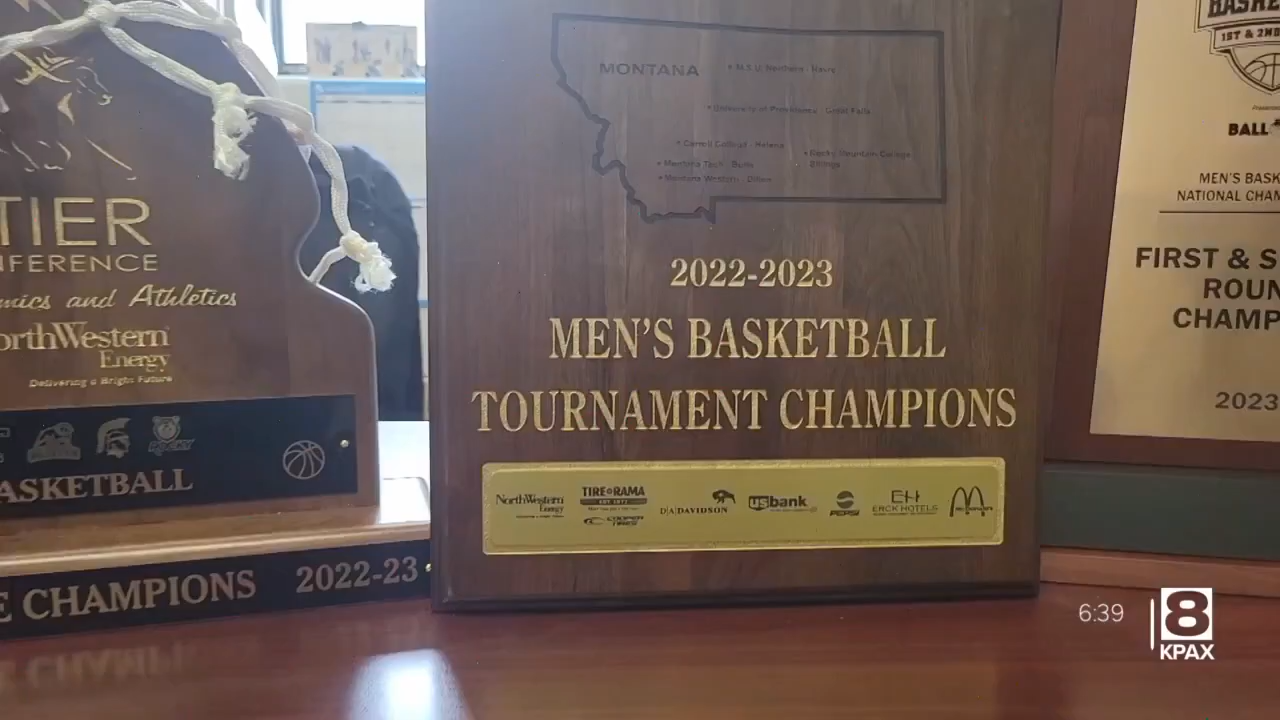 TIER
NFERENCE
mics and Athletics
orthWestern
Energy
Delivering a Bright Future
ROCKY
ASKETBALL
E CHAMPIONS 2022-23
MONTANA
M.S.U. Northern - Havre
University of Providence - Great Falls
Carroll College - Helena
Rocky Mountain College
Billings
Montana Tech - Butte
Montana Western - Dillon
2022-2023
MEN'S BASKETBALL
TOURNAMENT CHAMPIONS
NorthWestern
Energy
TIRE-RAMA
COOPER
TIRES
D|A|DAVIDSON
usbank
PEPSI
EH
ERCK HOTELS
McDonald's
BASKE
1ST & 2ND
BALL
MEN'S BASK
NATIONAL CHAM
FIRST & S
ROUN
CHAMP
2023
6:39
8
KPAX